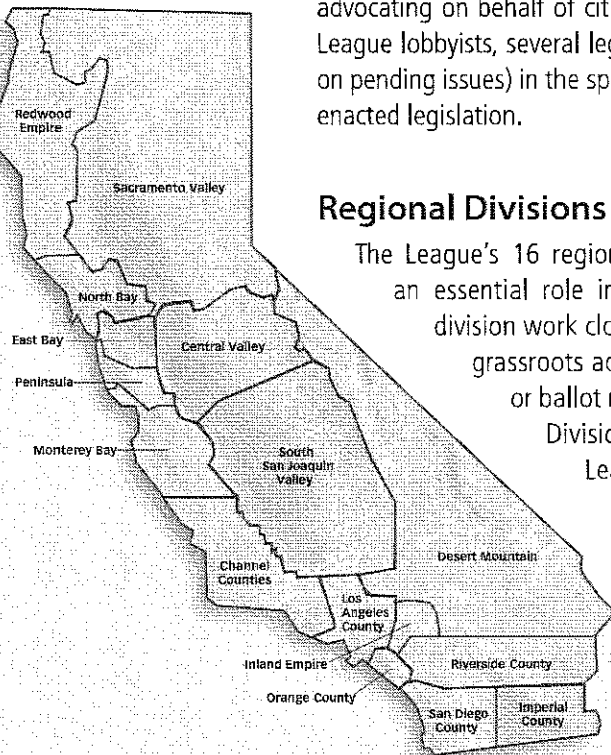 advocating on behalf of cit
League lobbyists, several leg
on pending issues) in the sp
enacted legislation.
Regional Divisions
The League's 16 region
an essential role in
division work clo
grassroots ac
or ballot
Divisio
Lea
Redwood
Empire
Sacramento Valley
North Bay
East Bay
Central Valley
Peninsula
Monterey Bay
South
San Joaquin
Valley
Desert Mountain
Channel
Counties
Los
Angeles
County
Inland Empire
Riverside County
Orange County
San Diego
County
Imperial
County